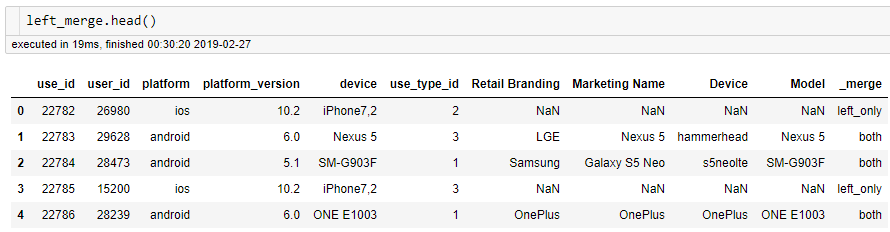 left_merge.head()
executed in 19ms, finished 00:30:20 2019-02-27
use_id user_id platform platform_version device use_type_id Retail Branding Marketing Name Device Model _merge
0 22782 26980 ios 10.2 iPhone7,2 2 NaN NaN NaN NaN left_only
1 22783 29628 android 6.0 Nexus 5 3 LGE Nexus 5 hammerhead Nexus 5 both
2 22784 28473 android 5.1 SM-G903F 1 Samsung Galaxy S5 Neo s5neolte SM-G903F both
3 22785 15200 ios 10.2 iPhone7,2 3 NaN NaN NaN NaN left_only
4 22786 28239 android 6.0 ONE E1003 1 OnePlus OnePlus OnePlus ONE E1003 both